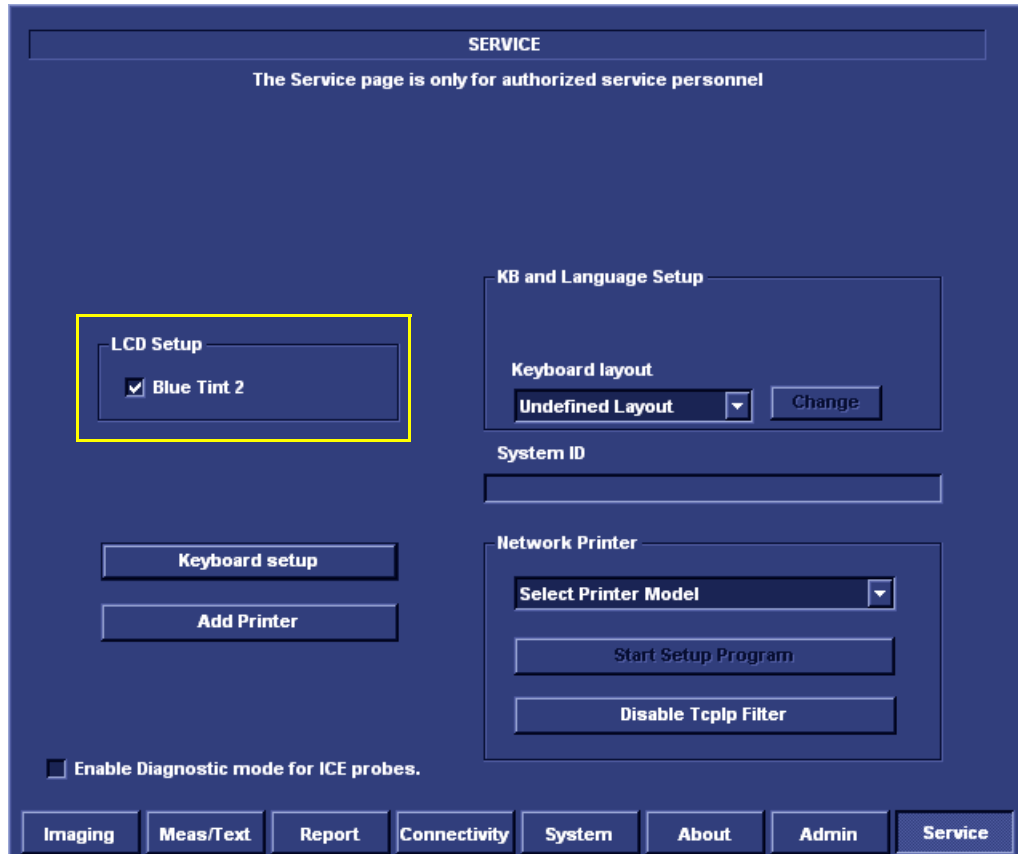 SERVICE
The Service page is only for authorized service personnel
LCD Setup
Blue Tint 2
KB and Language Setup
Keyboard layout
Undefined Layout
Change
System ID
Keyboard setup
Add Printer
Network Printer
Select Printer Model
Start Setup Program
Disable TcpIp Filter
Enable Diagnostic mode for ICE probes.
Imaging
Meas/Text
Report
Connectivity
System
About
Admin
Service